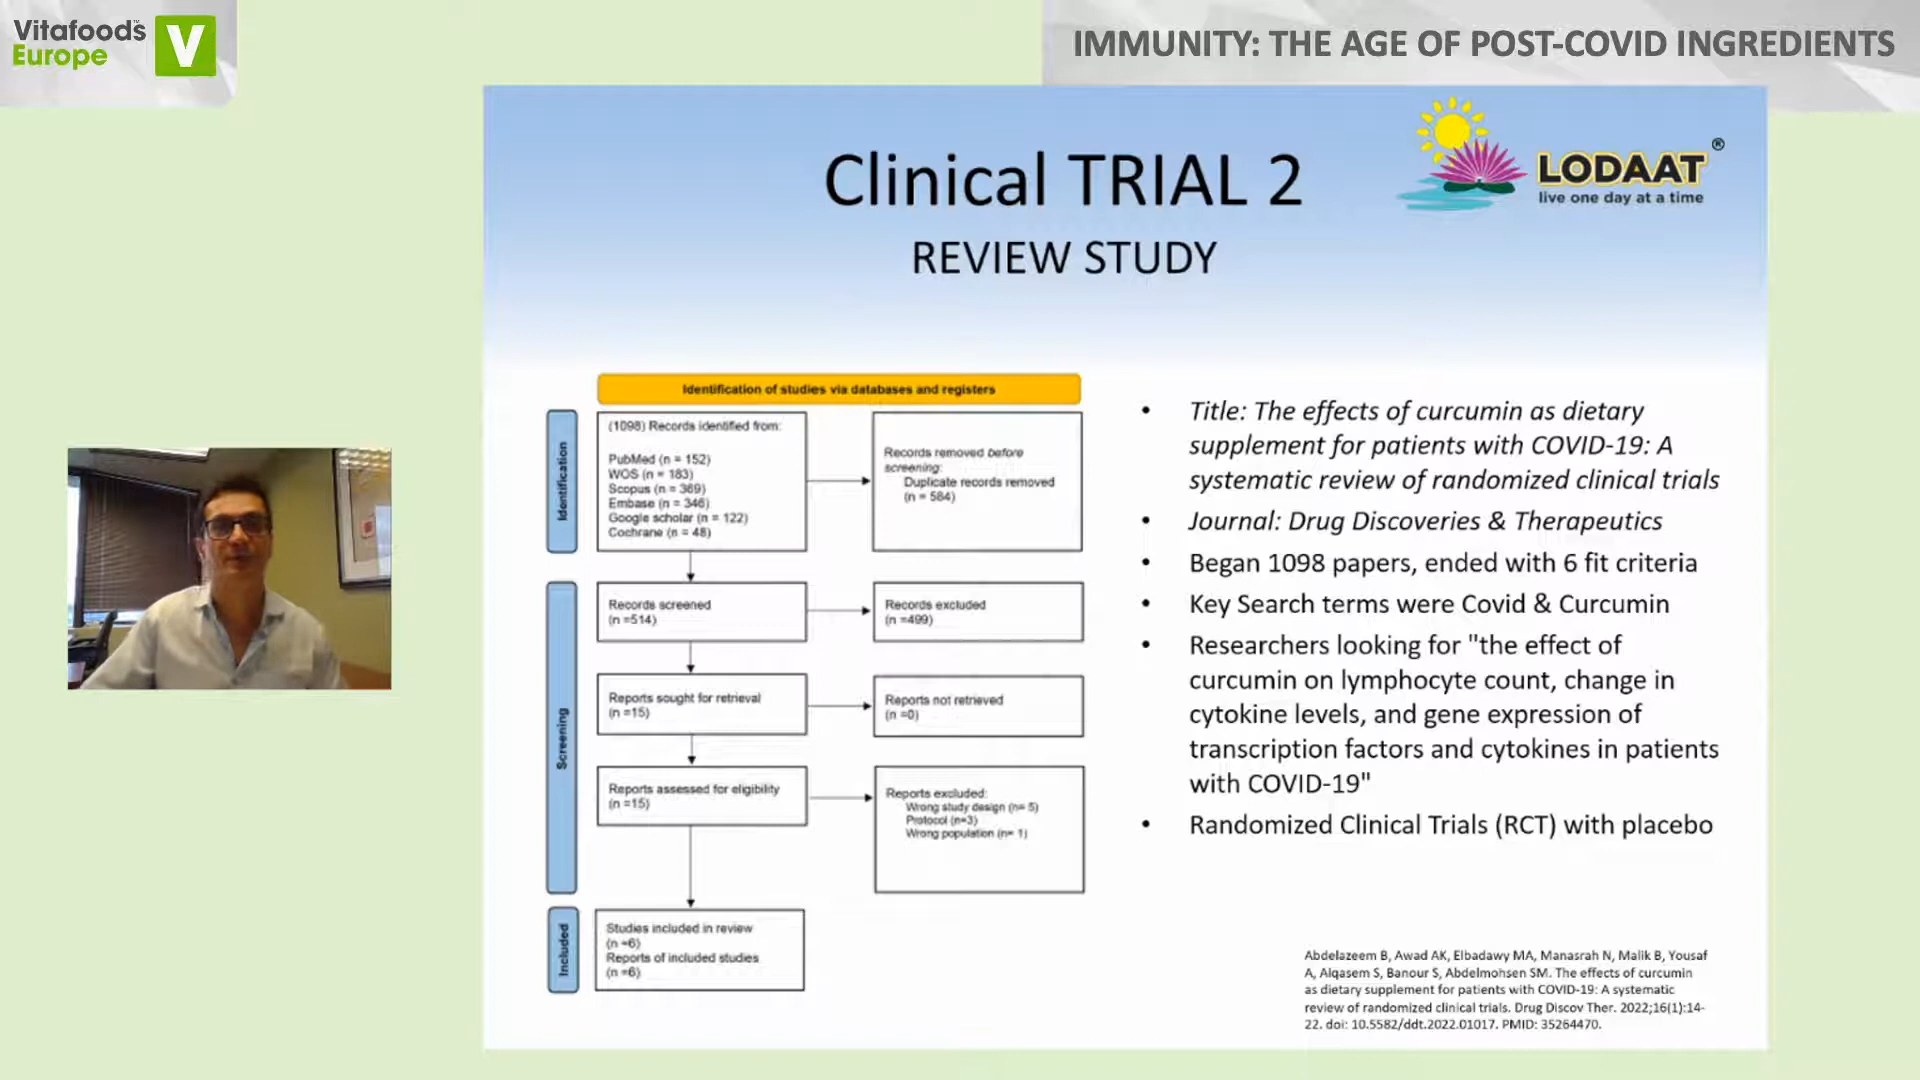 Vitafoods™
Europe
V
IMMUNITY: THE AGE OF POST-COVID INGREDIENTS
Clinical TRIAL 2
REVIEW STUDY
LODAAT®
live one day at a time
Identification of studies via databases and registers
Identification
(1098) Records identified from:
PubMed (n = 152)
WOS (n = 183)
Scopus (n = 369)
Embase (n = 346)
Google scholar (n = 122)
Cochrane (n = 48)
Records removed before
screening:
Duplicate records removed
(n = 584)
Screening
Records screened
(n =514)
Records excluded
(n =499)
Reports sought for retrieval
(n =15)
Reports not retrieved
(n =0)
Reports assessed for eligibility
(n =15)
Reports excluded:
Wrong study design (n= 5)
Protocol (n=3)
Wrong population (n= 1)
Included
Studies included in review
(n =6)
Reports of included studies
(n =6)
• Title: The effects of curcumin as dietary
supplement for patients with COVID-19: A
systematic review of randomized clinical trials
• Journal: Drug Discoveries & Therapeutics
• Began 1098 papers, ended with 6 fit criteria
• Key Search terms were Covid & Curcumin
• Researchers looking for "the effect of
curcumin on lymphocyte count, change in
cytokine levels, and gene expression of
transcription factors and cytokines in patients
with COVID-19"
• Randomized Clinical Trials (RCT) with placebo
Abdelazeem B, Awad AK, Elbadawy MA, Manasrah N, Malik B, Yousaf
A, Alqasem S, Banour S, Abdelmohsen SM. The effects of curcumin
as dietary supplement for patients with COVID-19: A systematic
review of randomized clinical trials. Drug Discov Ther. 2022;16(1):14-
22. doi: 10.5582/ddt.2022.01017. PMID: 35264470.